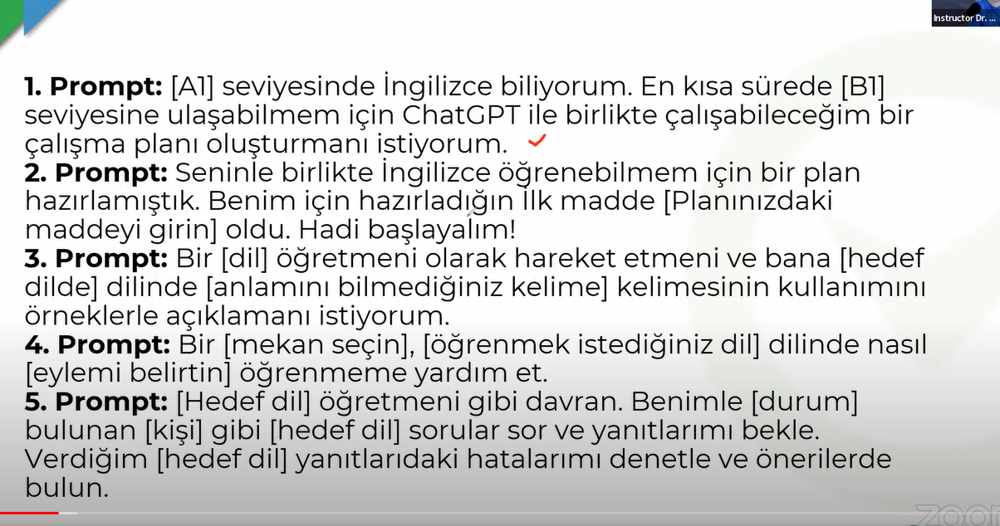 Instructor Dr. ...
1. Prompt: [A1] seviyesinde İngilizce biliyorum. En kısa sürede [B1]
seviyesine ulaşabilmem için ChatGPT ile birlikte çalışabileceğim bir
çalışma planı oluşturmanı istiyorum.
2. Prompt: Seninle birlikte İngilizce öğrenebilmem için bir plan
hazırlamıştık. Benim için hazırladığın İlk madde [Planınızdaki
maddeyi girin] oldu. Hadi başlayalım!
3. Prompt: Bir [dil] öğretmeni olarak hareket etmeni ve bana [hedef
dilde] dilinde [anlamını bilmediğiniz kelime] kelimesinin kullanımını
örneklerle açıklamanı istiyorum.
4. Prompt: Bir [mekan seçin], [öğrenmek istediğiniz dil] dilinde nasıl
[eylemi belirtin] öğrenmeme yardım et.
5. Prompt: [Hedef dil] öğretmeni gibi davran. Benimle [durum]
bulunan [kişi] gibi [hedef dil] sorular sor ve yanıtlarımı bekle.
Verdiğim [hedef dil] yanıtlarıdaki hatalarımı denetle ve önerilerde
bulun.
zoom